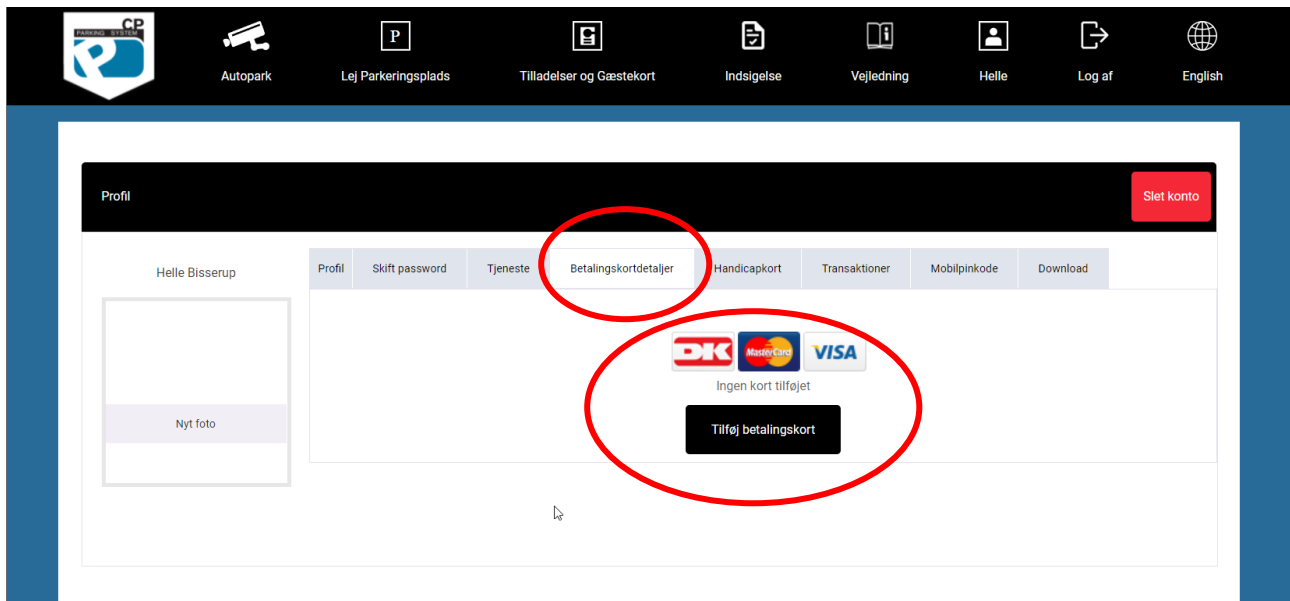 CP
PARKING SYSTEM
P
Autopark
Lej Parkeringsplads
Tilladelser og Gæstekort
Indsigelse
Vejledning
Helle
Log af
English
Profil
Slet konto
Helle Bisserup
Profil
Skift password
Tjeneste
Betalingskortdetaljer
Handicapkort
Transaktioner
Mobilpinkode
Download
DK
MasterCard
VISA
Ingen kort tilføjet
Nyt foto
Tilføj betalingskort